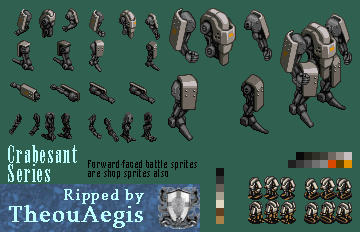 Crabesant
Series
Forward-faced battle sprites
are shop sprites also
Ripped by
TheouAegis